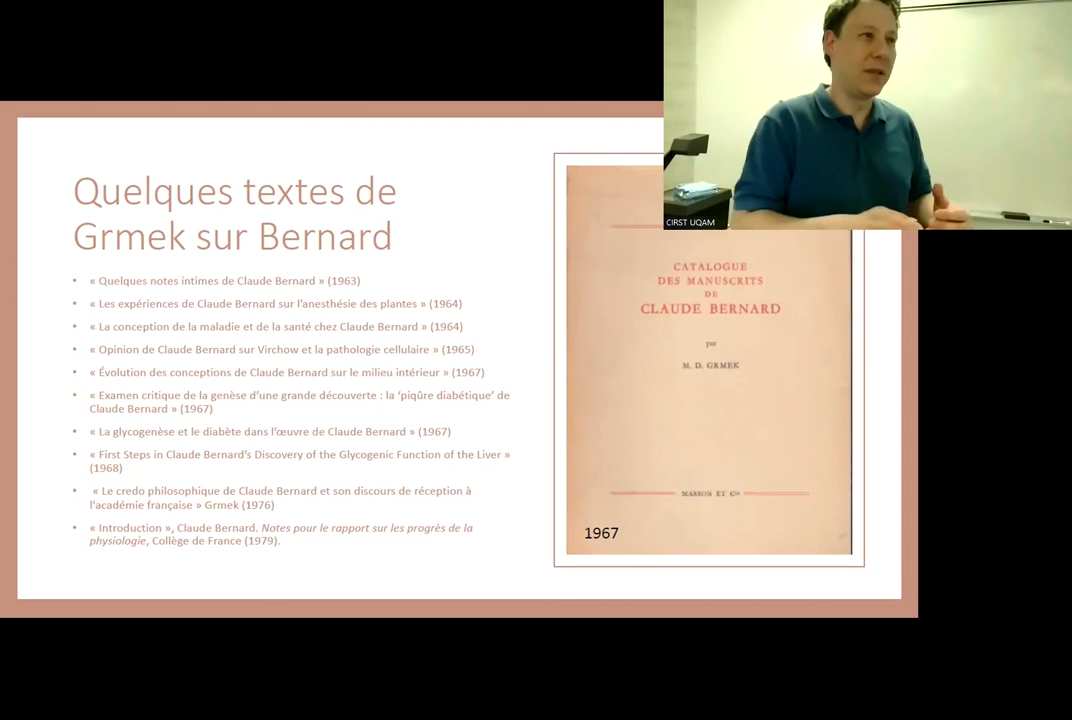 Quelques textes de
Grmek sur Bernard
• « Quelques notes intimes de Claude Bernard » (1963)
• « Les expériences de Claude Bernard sur l'anesthésie des plantes » (1964)
• « La conception de la maladie et de la santé chez Claude Bernard » (1964)
• « Opinion de Claude Bernard sur Virchow et la pathologie cellulaire » (1965)
• « Évolution des conceptions de Claude Bernard sur le milieu intérieur » (1967)
• « Examen critique de la genèse d'une grande découverte : la 'piqûre diabétique' de
Claude Bernard » (1967)
• « La glycogenèse et le diabète dans l'œuvre de Claude Bernard » (1967)
• « First Steps in Claude Bernard's Discovery of the Glycogenic Function of the Liver »
(1968)
• « Le credo philosophique de Claude Bernard et son discours de réception à
l'académie française » Grmek (1976)
• « Introduction », Claude Bernard. Notes pour le rapport sur les progrès de la
physiologie, Collège de France (1979).
CATALOGUE
DES MANUSCRITS
DE
CLAUDE BERNARD
par
M. D. GRMEK
MASSON ET Cie
1967
CIRST UQAM